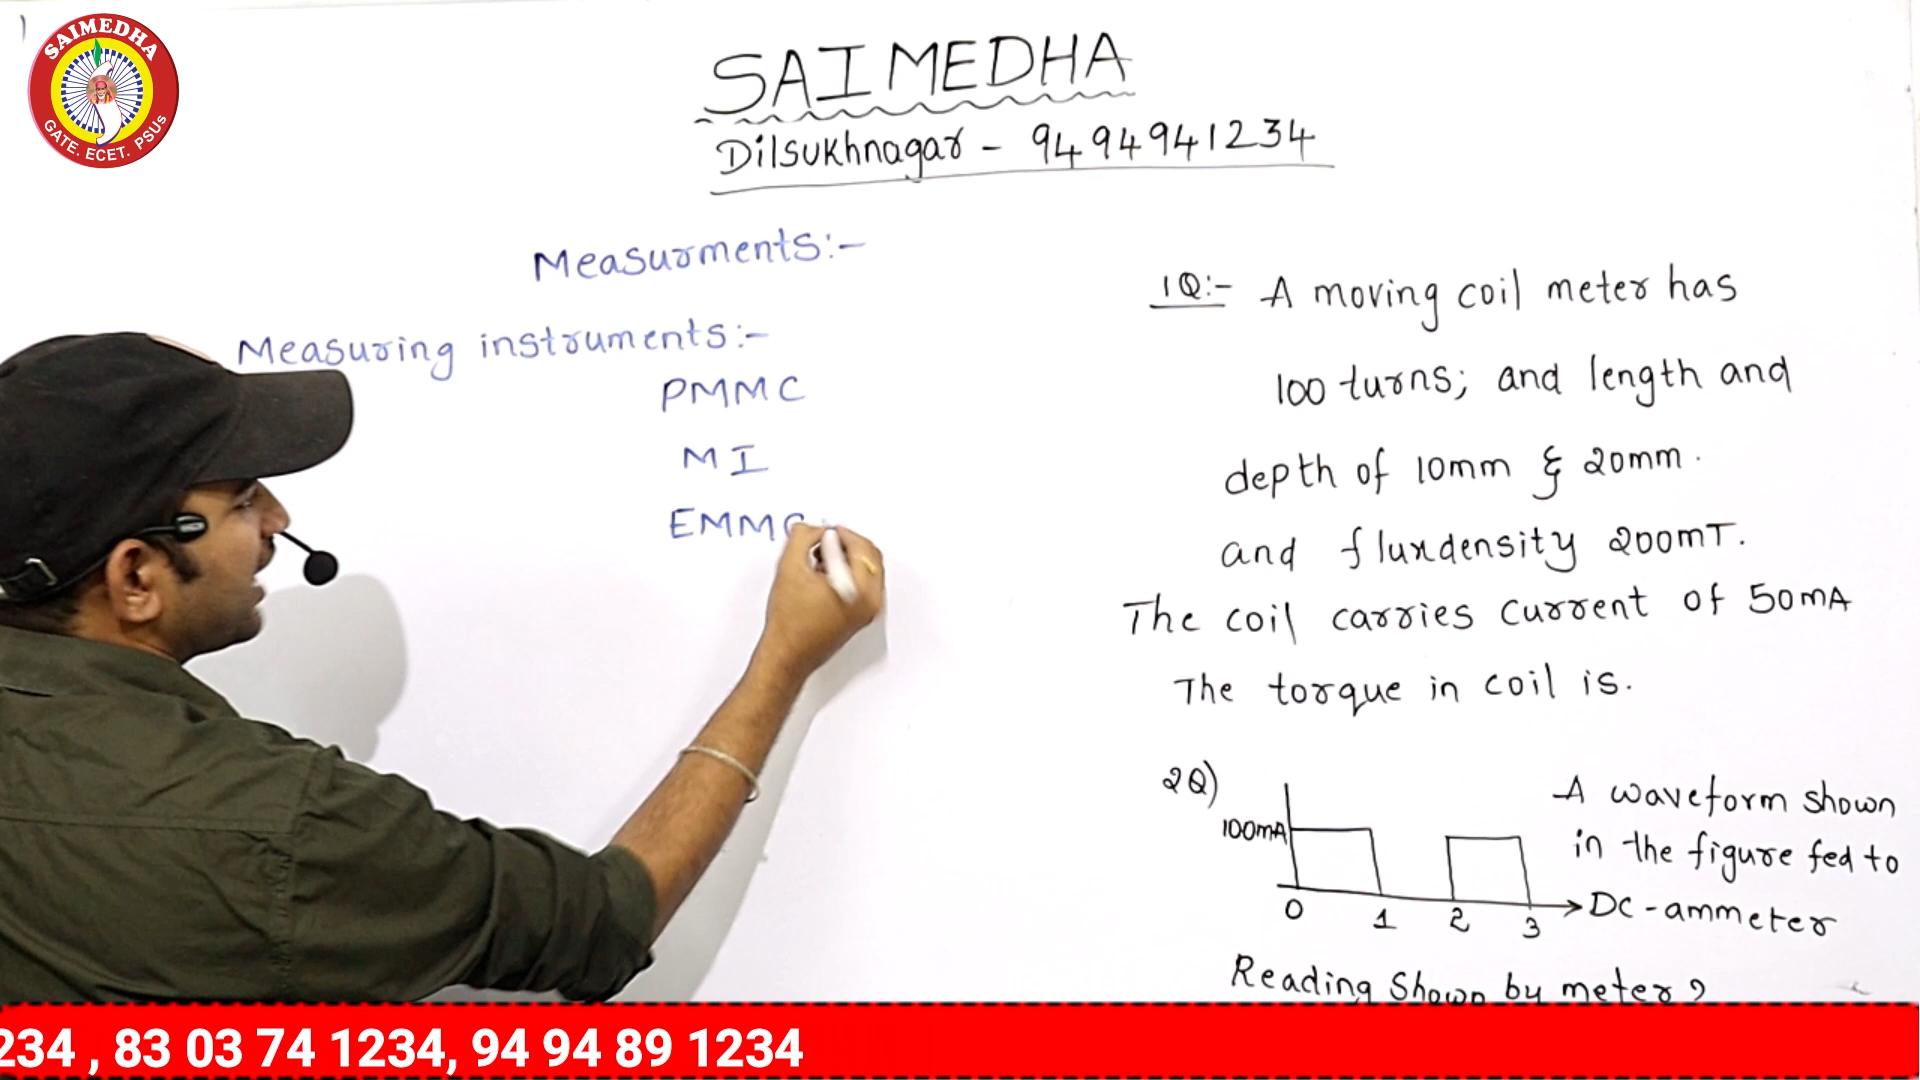 SAIMEDHA
GATE. ECET. PSUs
SAIMEDHA
Dilsukhnagar - 9494941234
Measurments:-
Measuring instruments:-
PMMC
MI
EMMC
1Q:- A moving coil meter has
100 turns; and length and
depth of 10mm & 20mm.
and fluxdensity 200mT.
The coil carries current of 50mA
The torque in coil is.
2Q)
100mA
0 1 2 3
A waveform shown
in the figure fed to
DC-ammeter
Reading shown by meter?
234 , 83 03 74 1234, 94 94 89 1234